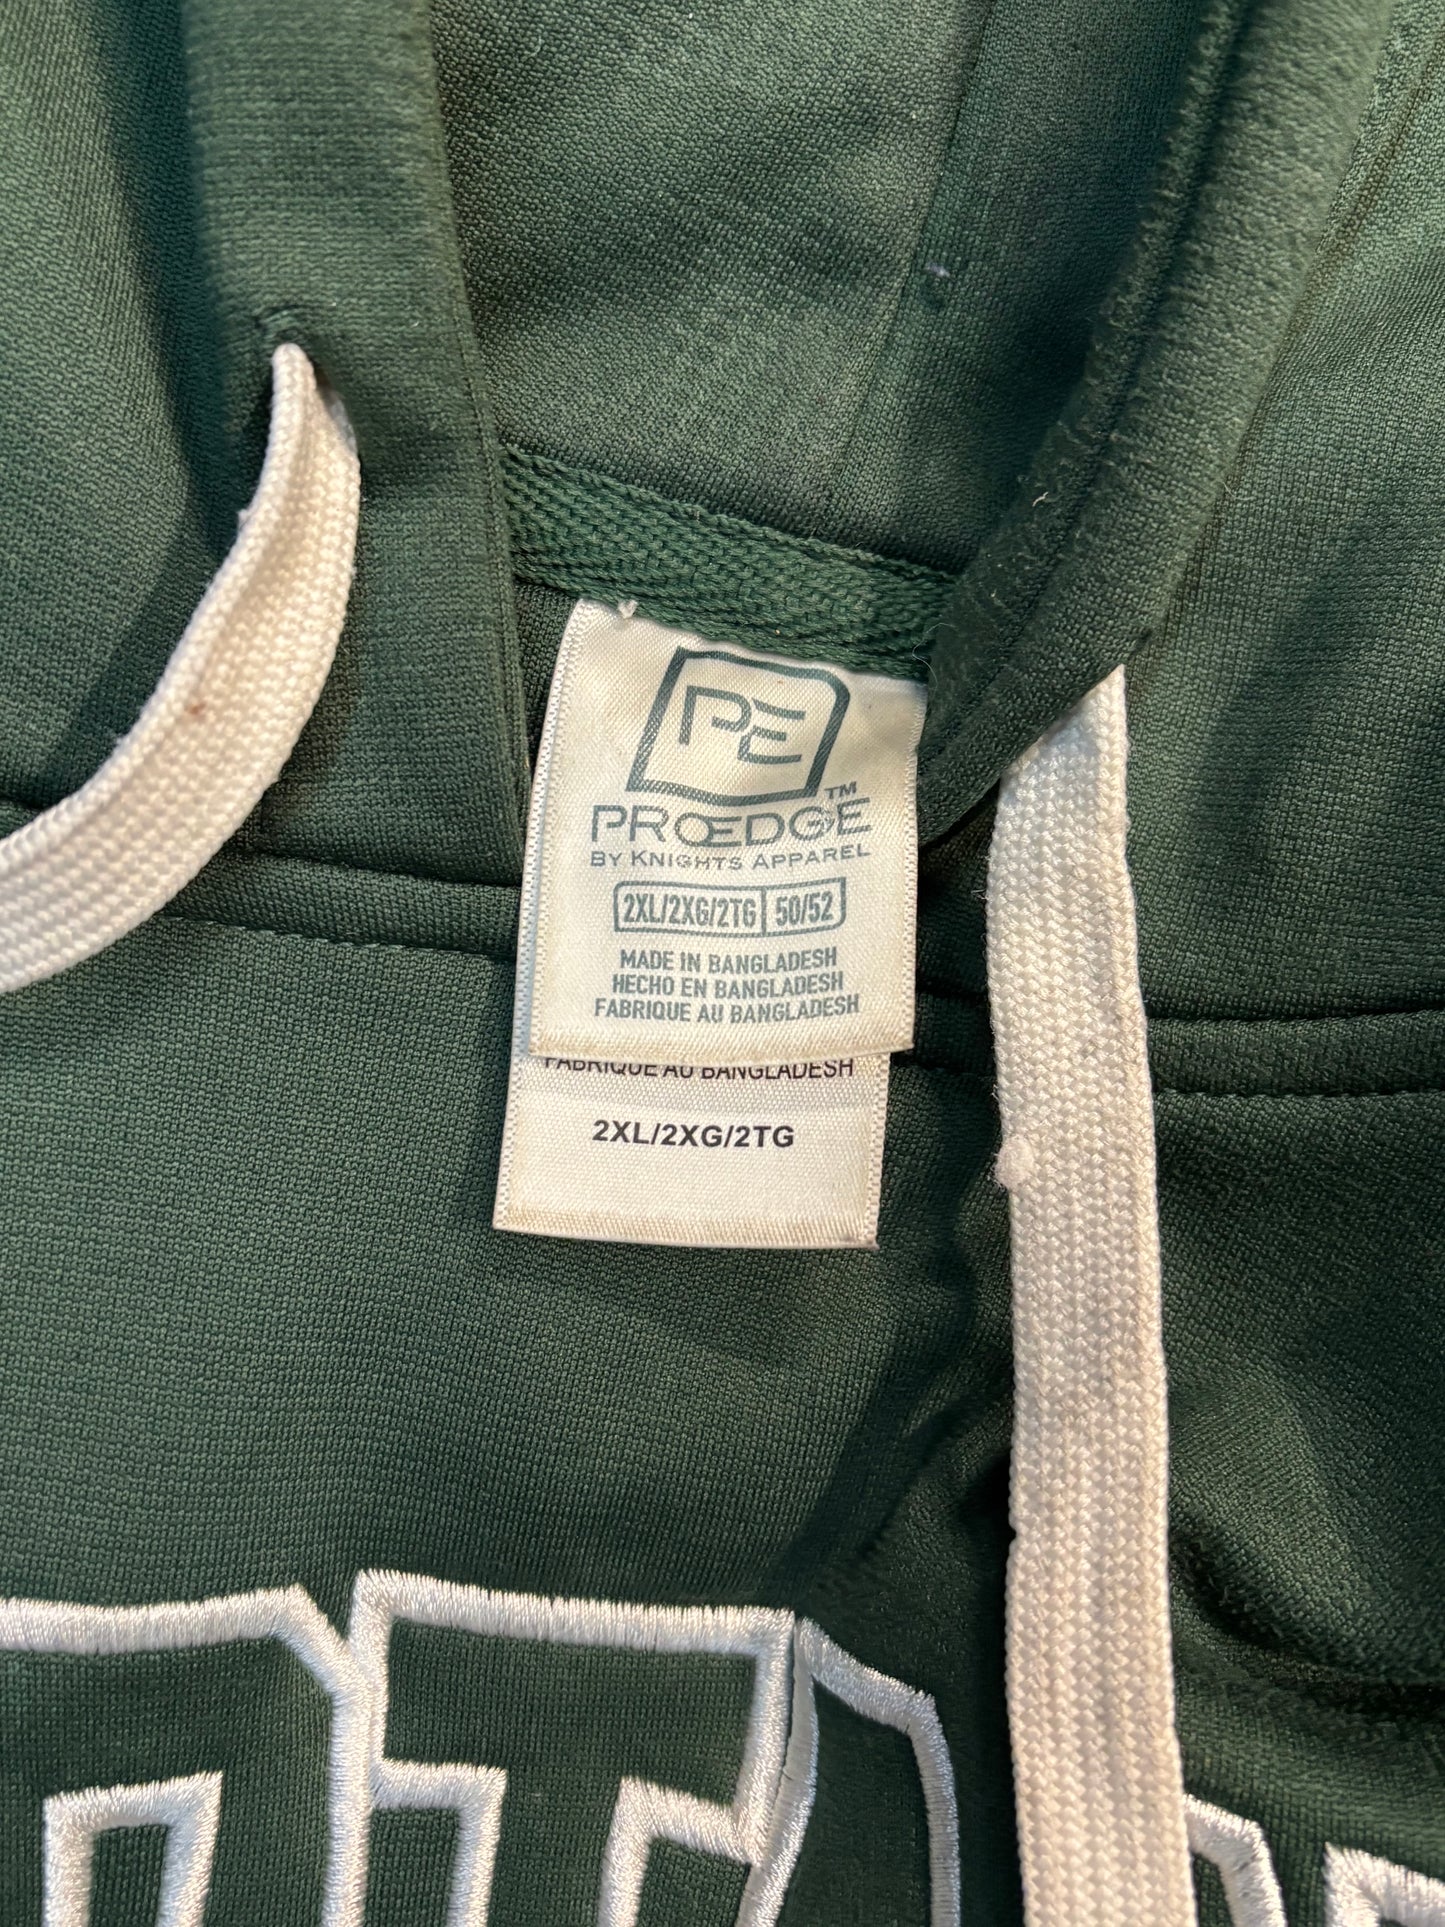 PE
PROEDGE™
BY KNIGHTS APPAREL
2XL/2XG/2TG 50/52
MADE IN BANGLADESH
HECHO EN BANGLADESH
FABRIQUE AU BANGLADESH
FABRIQUE AU BANGLADESH
2XL/2XG/2TG